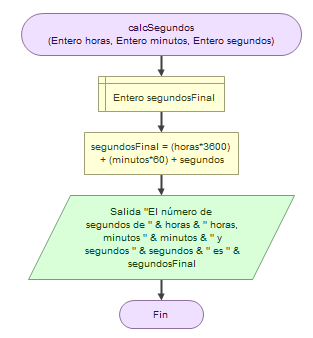 calcSegundos
(Entero horas, Entero minutos, Entero segundos)
Entero segundosFinal
segundosFinal = (horas*3600)
+ (minutos*60) + segundos
Salida "El número de
segundos de " & horas & " horas,
minutos " & minutos & " y
segundos " & segundos & " es " &
segundosFinal
Fin